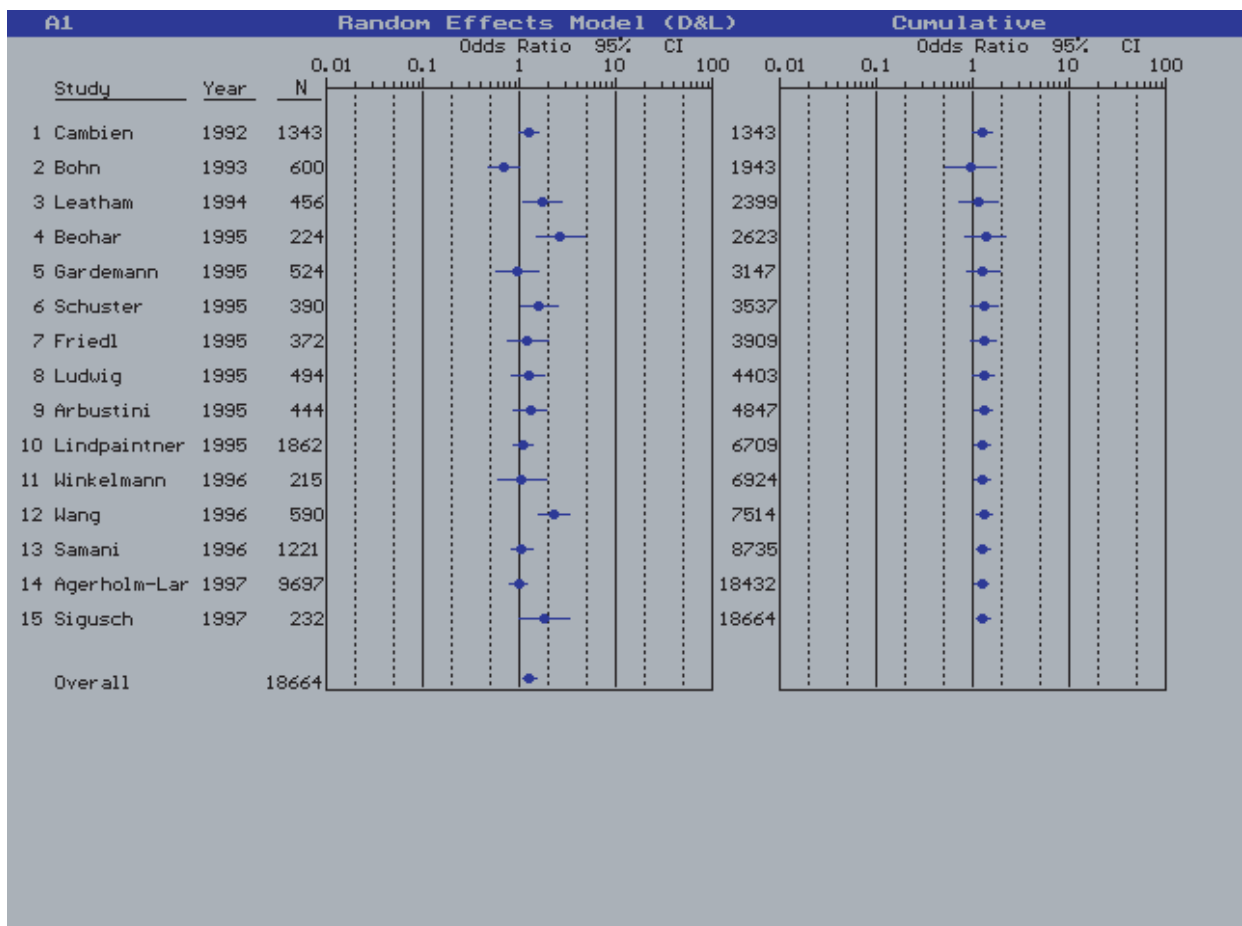 A1 Random Effects Model (D&L) Cumulative
Odds Ratio 95% CI Odds Ratio 95% CI
0.01 0.1 1 10 100 0.01 0.1 1 10 100
Study Year N
1 Cambien 1992 1343 1343
2 Bohn 1993 600 1943
3 Leatham 1994 456 2399
4 Beohar 1995 224 2623
5 Gardemann 1995 524 3147
6 Schuster 1995 390 3537
7 Friedl 1995 372 3909
8 Ludwig 1995 494 4403
9 Arbustini 1995 444 4847
10 Lindpaintner 1995 1862 6709
11 Winkelmann 1996 215 6924
12 Wang 1996 590 7514
13 Samani 1996 1221 8735
14 Agerholm-Lar 1997 9697 18432
15 Sigusch 1997 232 18664
Overall 18664